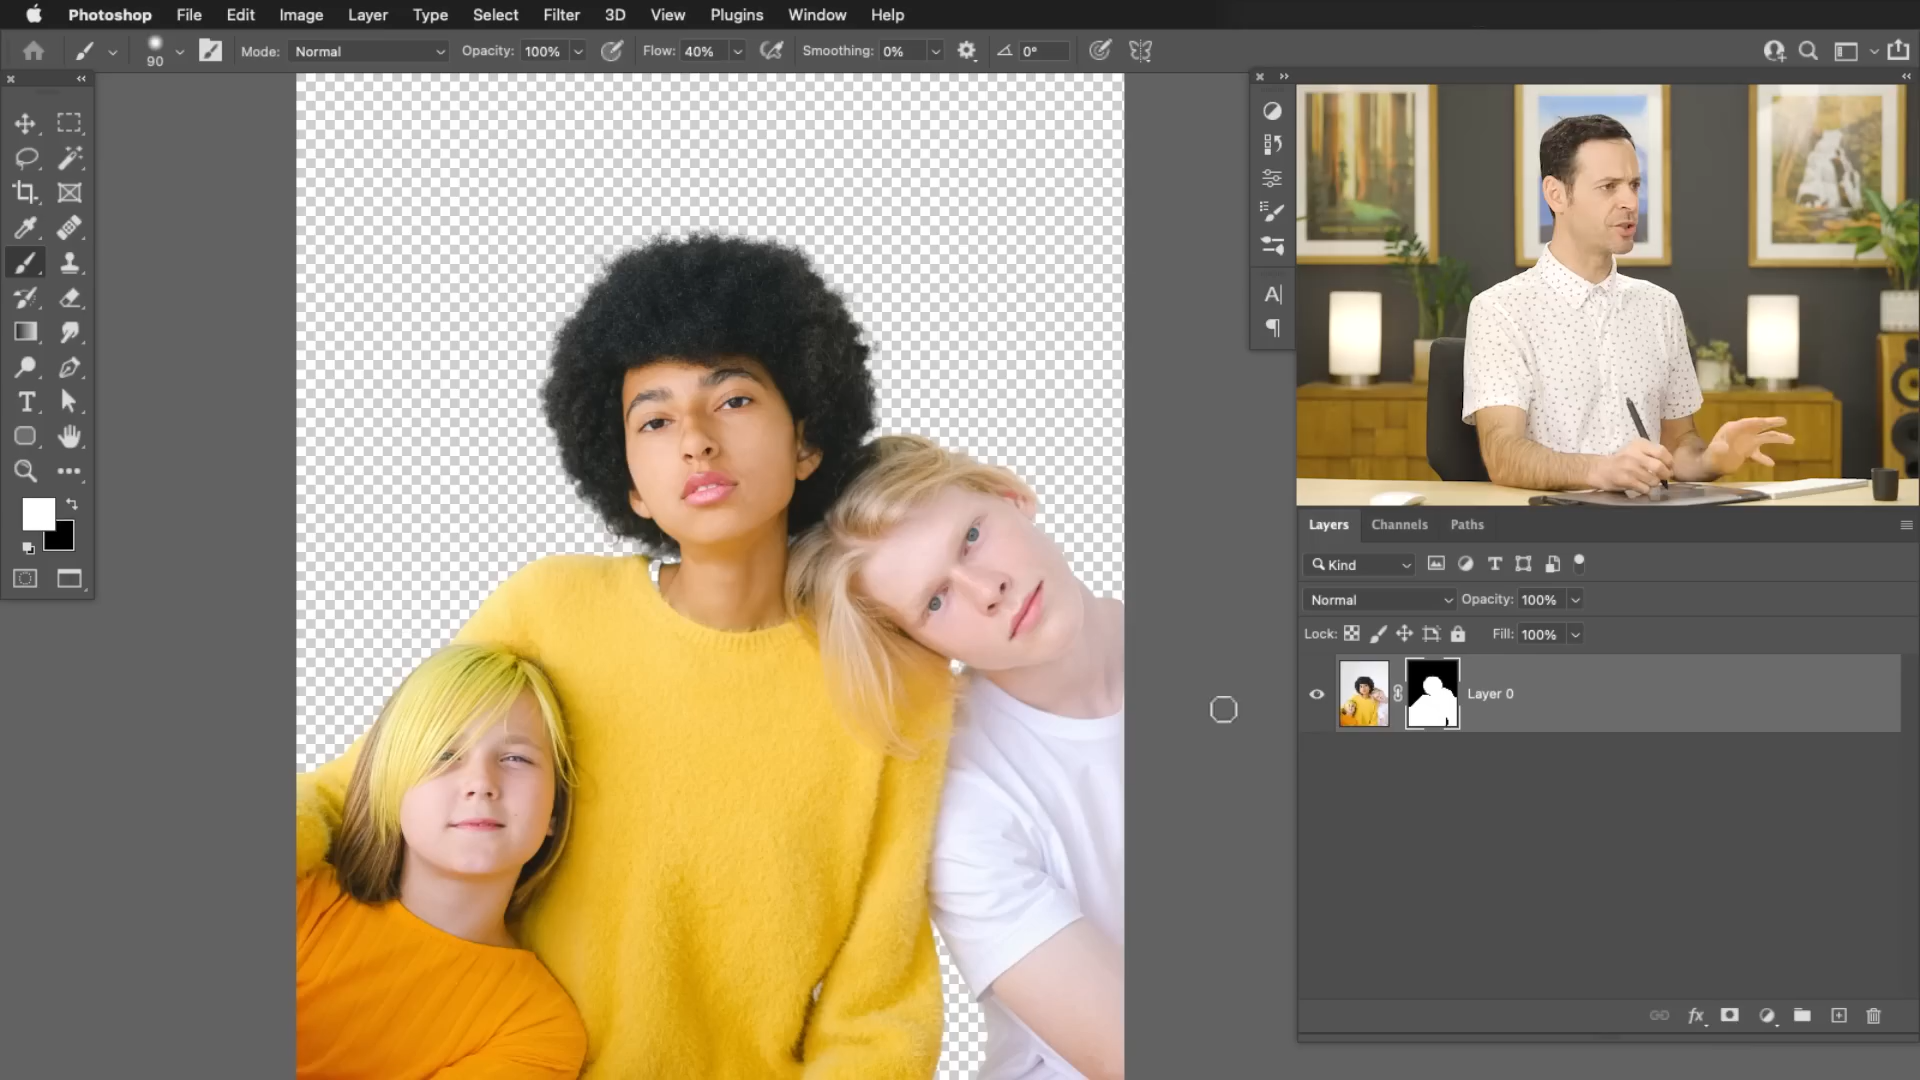 Photoshop File Edit Image Layer Type Select Filter 3D View Plugins Window Help
90 Mode: Normal Opacity: 100% Flow: 40% Smoothing: 0% 0°
Layers Channels Paths
Kind
Normal Opacity: 100%
Lock: Fill: 100%
Layer 0
fx